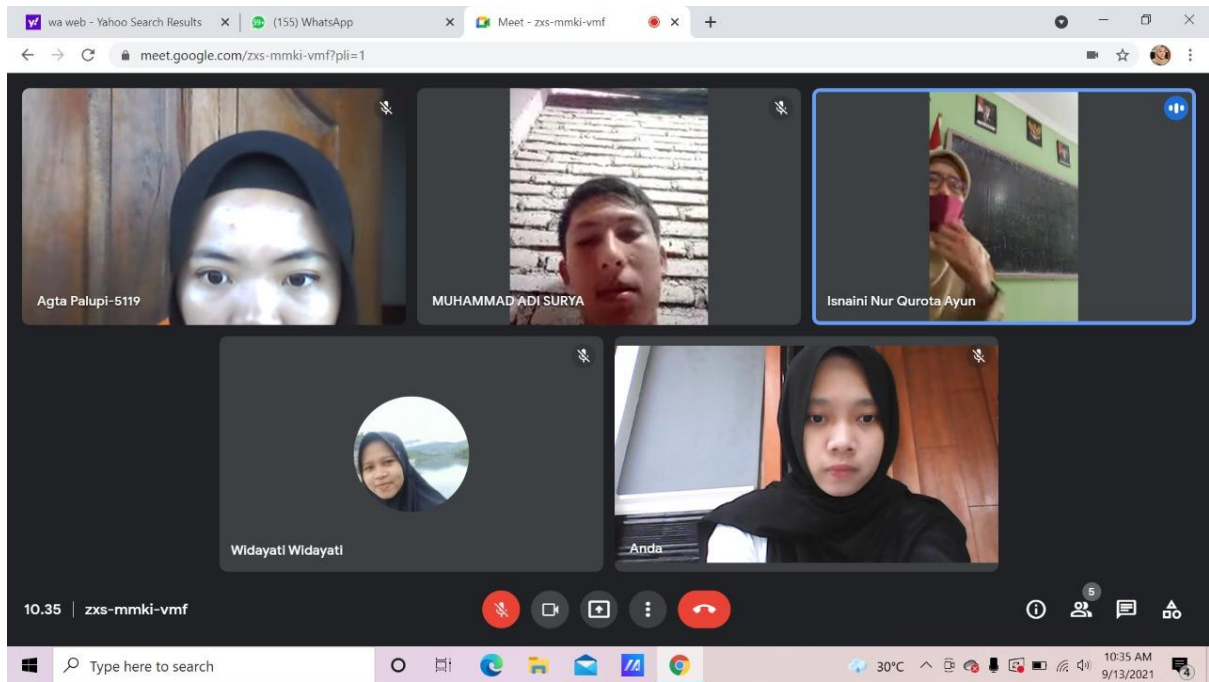 wa web - Yahoo Search Results
(155) WhatsApp
Meet - zxs-mmki-vmf
meet.google.com/zxs-mmki-vmf?pli=1
Agta Palupi-5119
MUHAMMAD ADI SURYA
Isnaini Nur Qurota Ayun
Widayati Widayati
Anda
10.35 | zxs-mmki-vmf
5
Type here to search
30°C
10:35 AM
9/13/2021
4